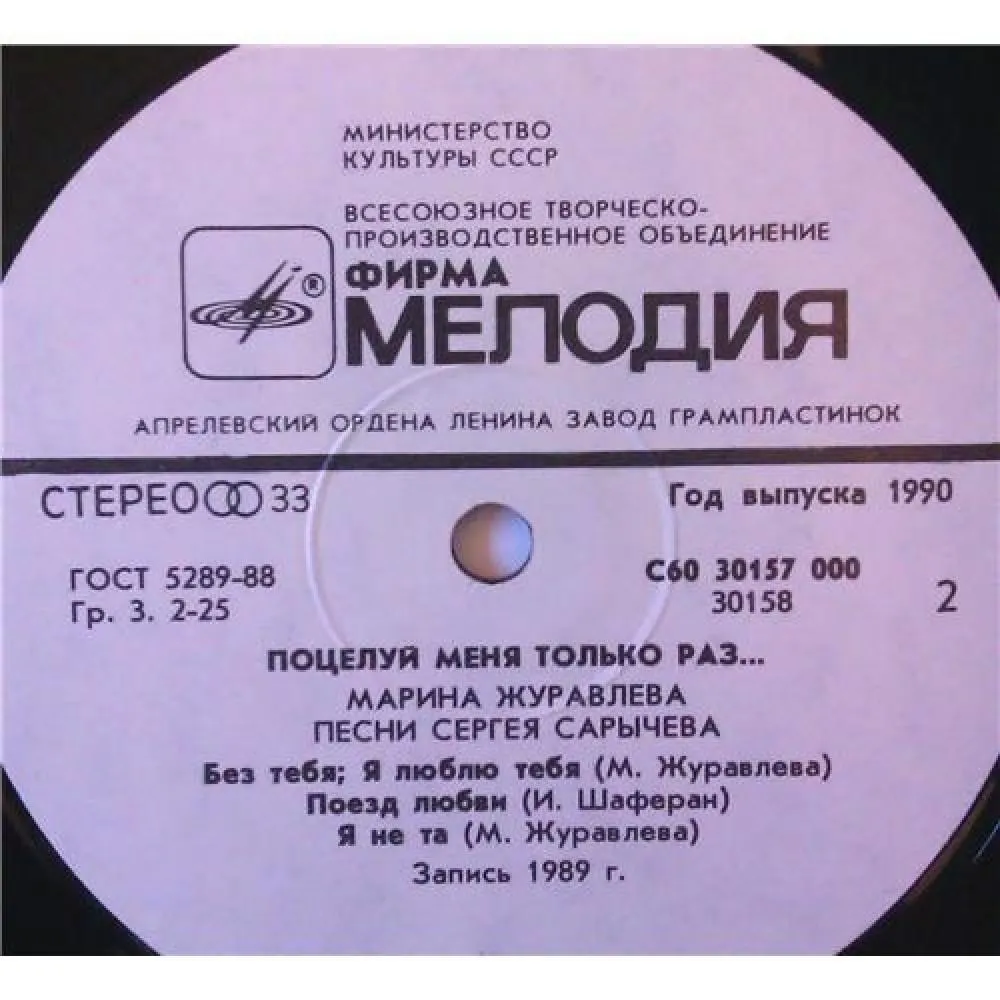 МИНИСТЕРСТВО
КУЛЬТУРЫ СССР
ВСЕСОЮЗНОЕ ТВОРЧЕСКО-
ПРОИЗВОДСТВЕННОЕ ОБЪЕДИНЕНИЕ
ФИРМА
®
МЕЛОДИЯ
АПРЕЛЕВСКИЙ ОРДЕНА ЛЕНИНА ЗАВОД ГРАМПЛАСТИНОК
СТЕРЕО 33
Год выпуска 1990
ГОСТ 5289-88
Гр. 3. 2-25
С60 30157 000
30158
2
ПОЦЕЛУЙ МЕНЯ ТОЛЬКО РАЗ...
МАРИНА ЖУРАВЛЕВА
ПЕСНИ СЕРГЕЯ САРЫЧЕВА
Без тебя; Я люблю тебя (М. Журавлева)
Поезд любви (И. Шаферан)
Я не та (М. Журавлева)
Запись 1989 г.